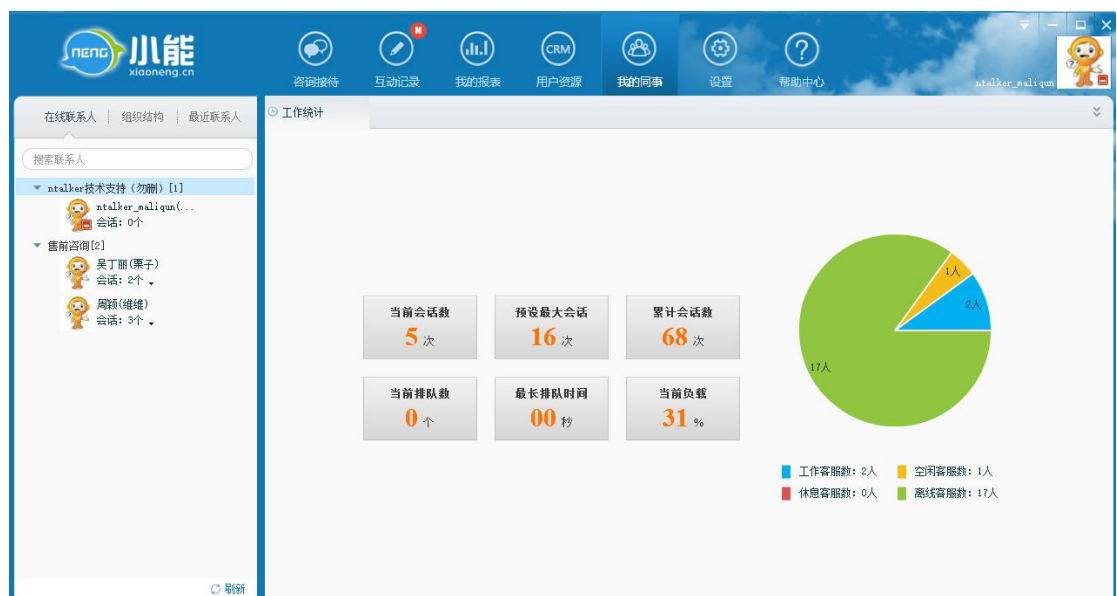 NENG 小能
xiaoneng.cn
咨询接待
N
互动记录
我的报表
CRM
用户资源
我的同事
设置
?
帮助中心
ntalker_maliqun
在线联系人 | 组织结构 | 最近联系人
搜索联系人
ntalker技术支持（勿删）[1]
ntalker_maliqun(...
会话: 0个
售前咨询[2]
吴丁丽(栗子)
会话: 2个
周颖(维维)
会话: 3个
刷新
工作统计
当前会话数
5 次
预设最大会话
16 次
累计会话数
68 次
当前排队数
0 个
最长排队时间
00 秒
当前负载
31 %
1人
2人
17人
工作客服数: 2人
空闲客服数: 1人
休息客服数: 0人
离线客服数: 17人